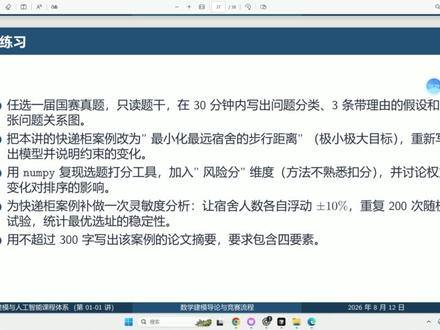 练习
任选一届国赛真题，只读题干，在 30 分钟内写出问题分类、3 条带理由的假设和
张问题关系图。
把本讲的快递柜案例改为"最小化最远宿舍的步行距离"（极小极大目标），重新写
出模型并说明约束的变化。
用 numpy 复现选题打分工具，加入"风险分"维度（方法不熟悉扣分），并讨论权
变化对排序的影响。
为快递柜案例补做一次灵敏度分析：让宿舍人数各自浮动 ±10%，重复 200 次随
试验，统计最优选址的稳定性。
用不超过 300 字写出该案例的论文摘要，要求包含四要素。
建模与人工智能课程体系（第 01-01 讲）
数学建模导论与竞赛流程
2026 年 8 月 12 日
搜索